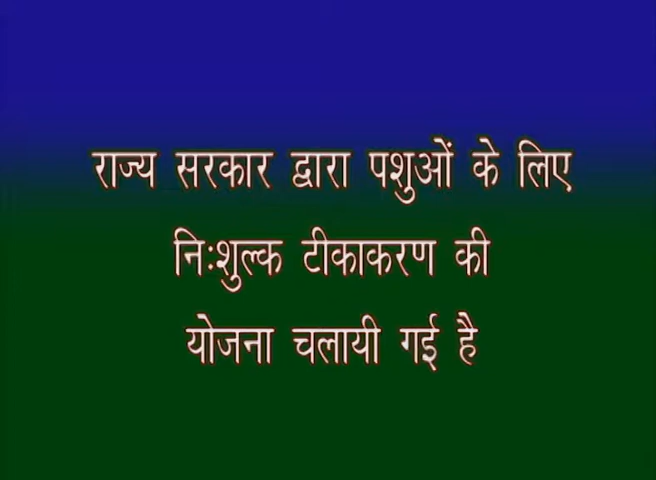 राज्य सरकार द्वारा पशुओं के लिए
नि:शुल्क टीकाकरण की
योजना चलायी गई है